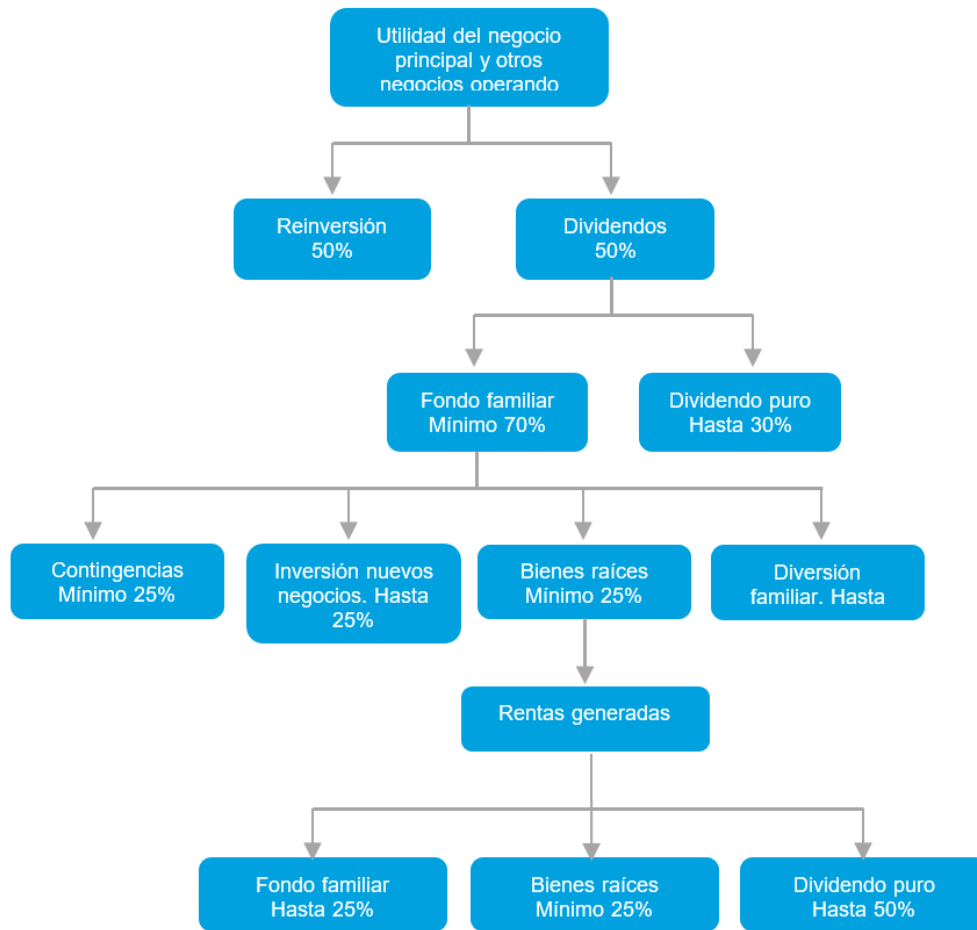 Utilidad del negocio
principal y otros
negocios operando
Reinversión
50%
Dividendos
50%
Fondo familiar
Mínimo 70%
Dividendo puro
Hasta 30%
Contingencias
Mínimo 25%
Inversión nuevos
negocios. Hasta
25%
Bienes raíces
Mínimo 25%
Diversión
familiar. Hasta
Rentas generadas
Fondo familiar
Hasta 25%
Bienes raíces
Mínimo 25%
Dividendo puro
Hasta 50%